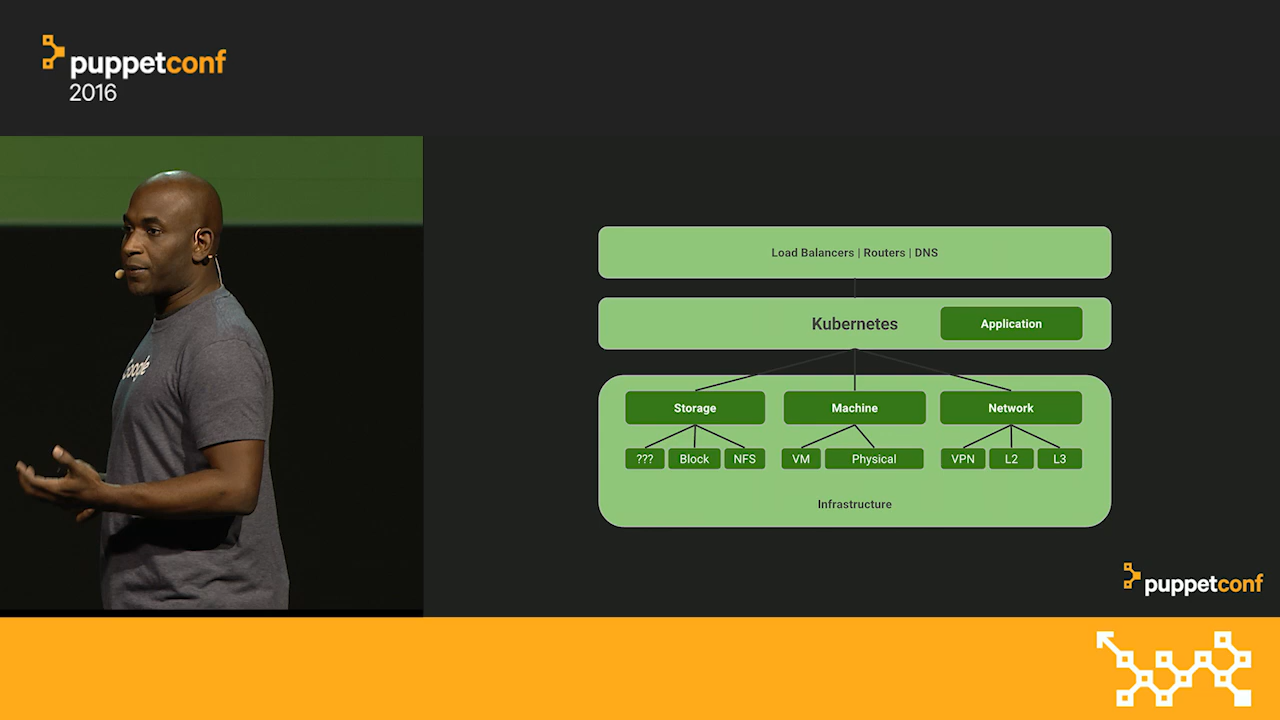 puppetconf
2016
Google
Load Balancers | Routers | DNS
Kubernetes
Application
Storage
Machine
Network
???
Block
NFS
VM
Physical
VPN
L2
L3
Infrastructure
puppetconf